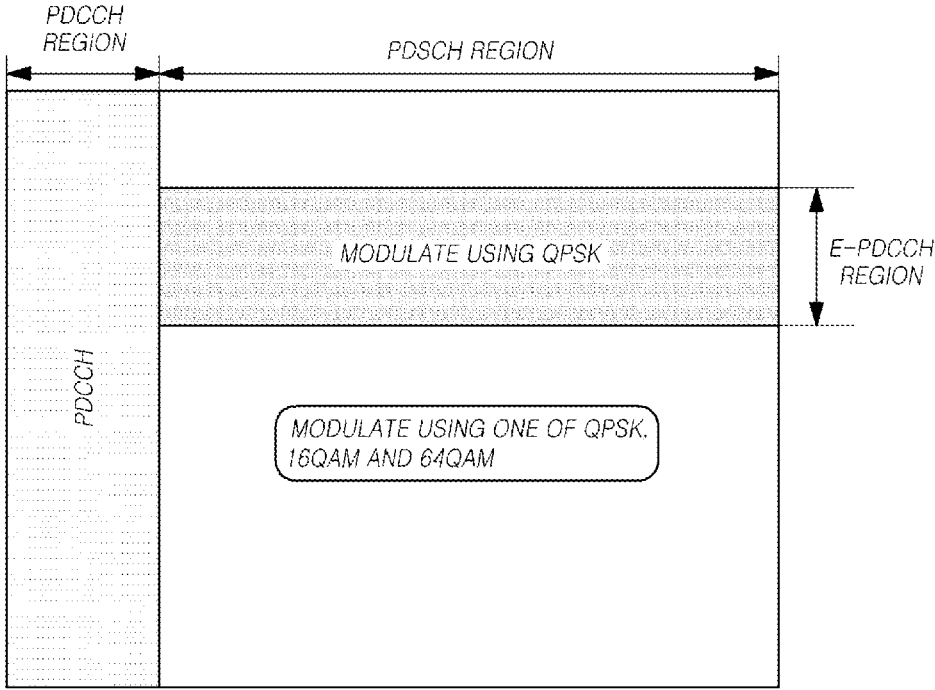 PDCCH
REGION
PDSCH REGION
MODULATE USING QPSK
E-PDCCH
REGION
PDCCH
MODULATE USING ONE OF QPSK,
16QAM AND 64QAM